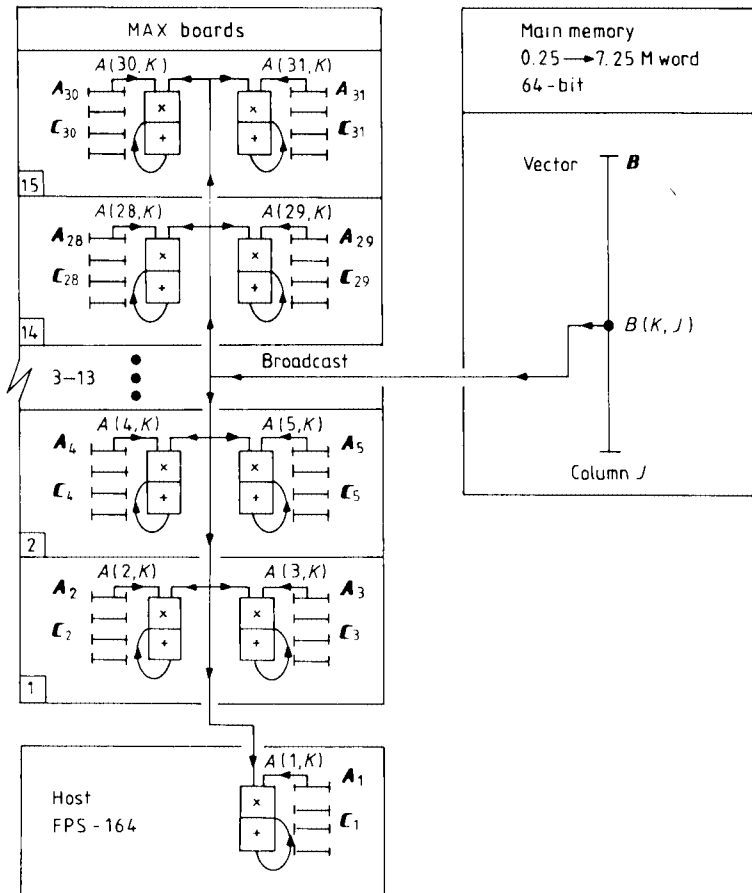 MAX boards
A(30,K) A(31,K)
A30 A31
C30 C31
×  ×
+  +
15
A(28,K) A(29,K)
A28 A29
C28 C29
×  ×
+  +
14
3–13
Broadcast
A(4,K) A(5,K)
A4 A5
C4 C5
×  ×
+  +
2
A(2,K) A(3,K)
A2 A3
C2 C3
×  ×
+  +
1
A(1,K)
A1
C1
×
+
Host
FPS-164
Main memory
0.25→7.25 M word
64-bit
Vector B
B(K,J)
Column J